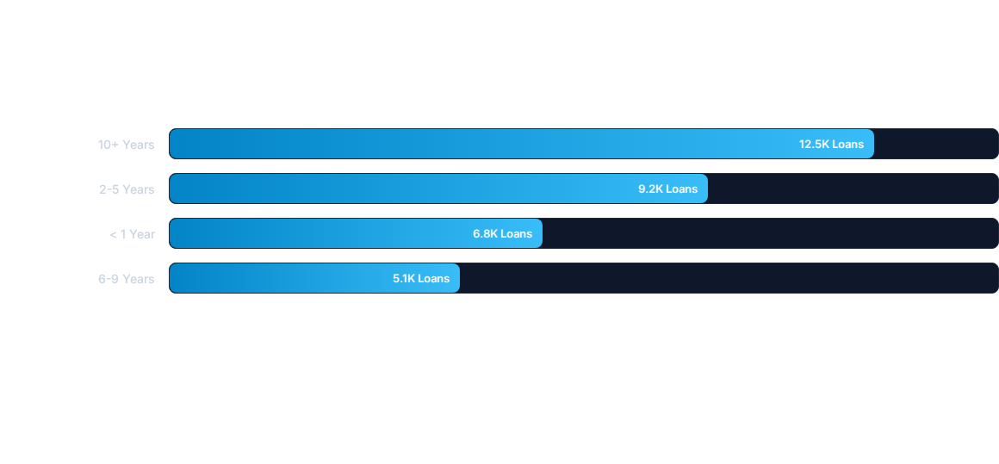 10+ Years 12.5K Loans
2-5 Years 9.2K Loans
< 1 Year 6.8K Loans
6-9 Years 5.1K Loans